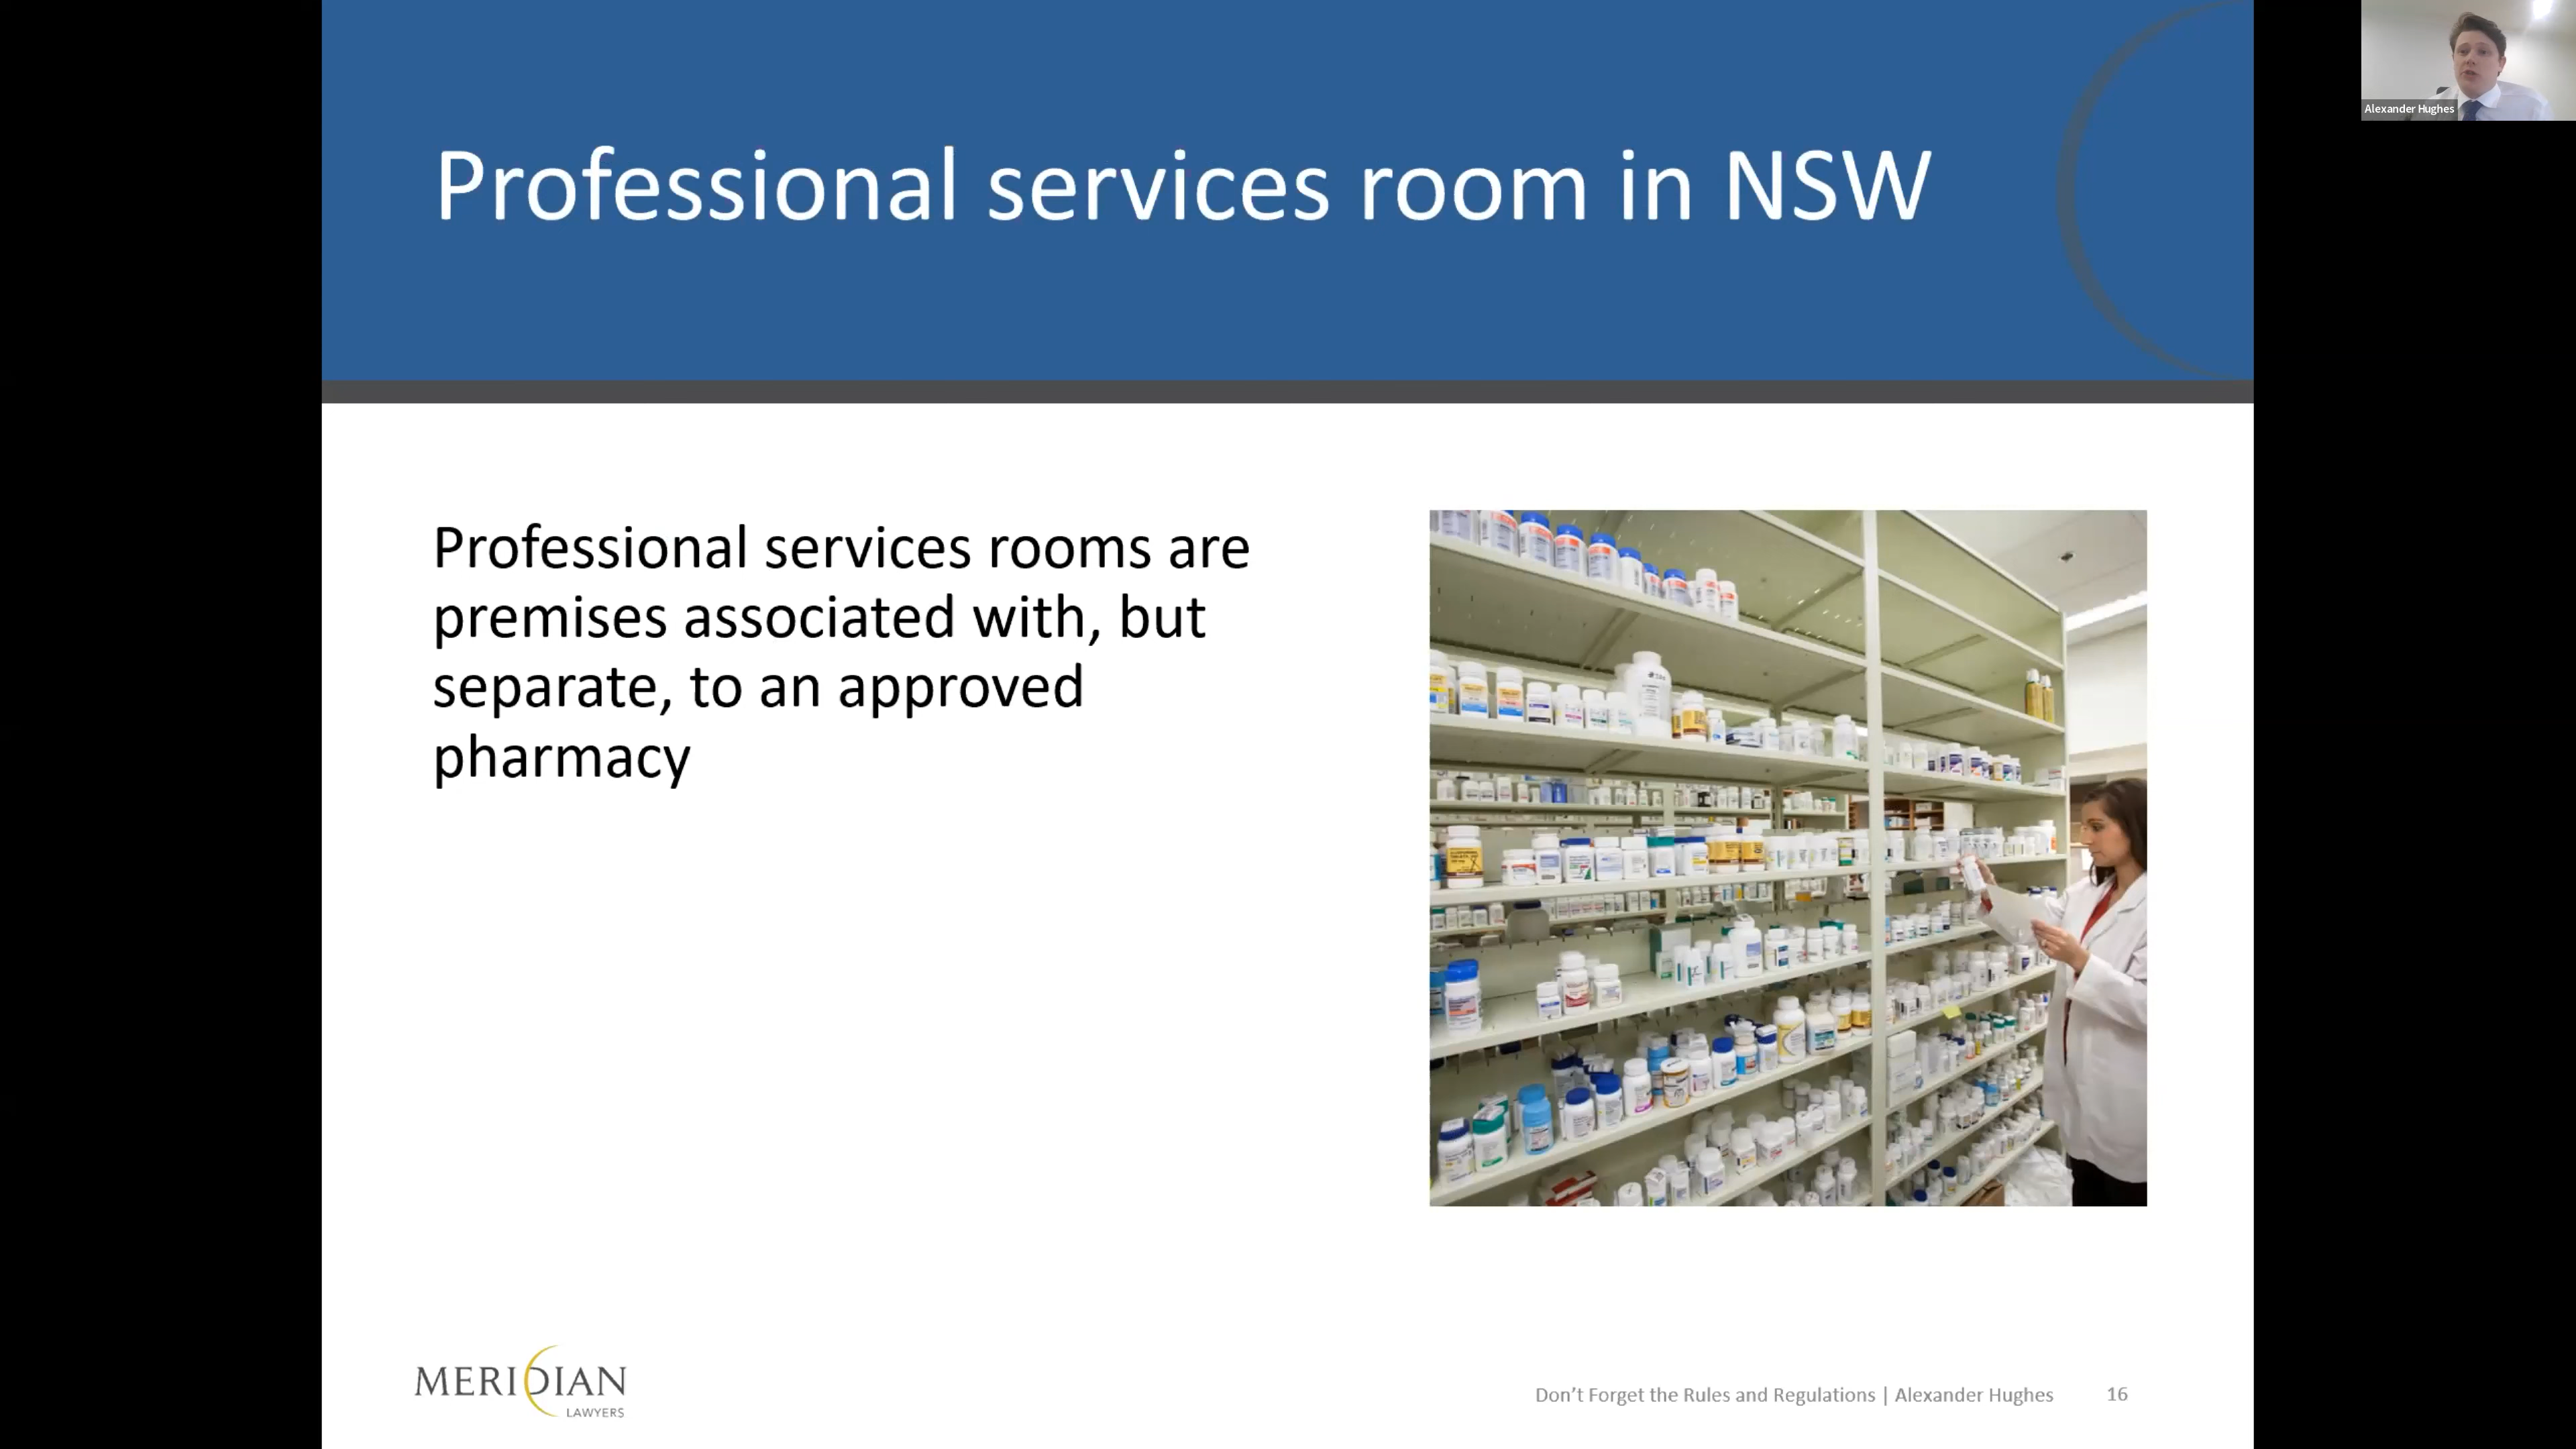 Professional services room in NSW
Alexander Hughes
Professional services rooms are
premises associated with, but
separate, to an approved
pharmacy
MERIDIAN
LAWYERS
Don't Forget the Rules and Regulations | Alexander Hughes
16